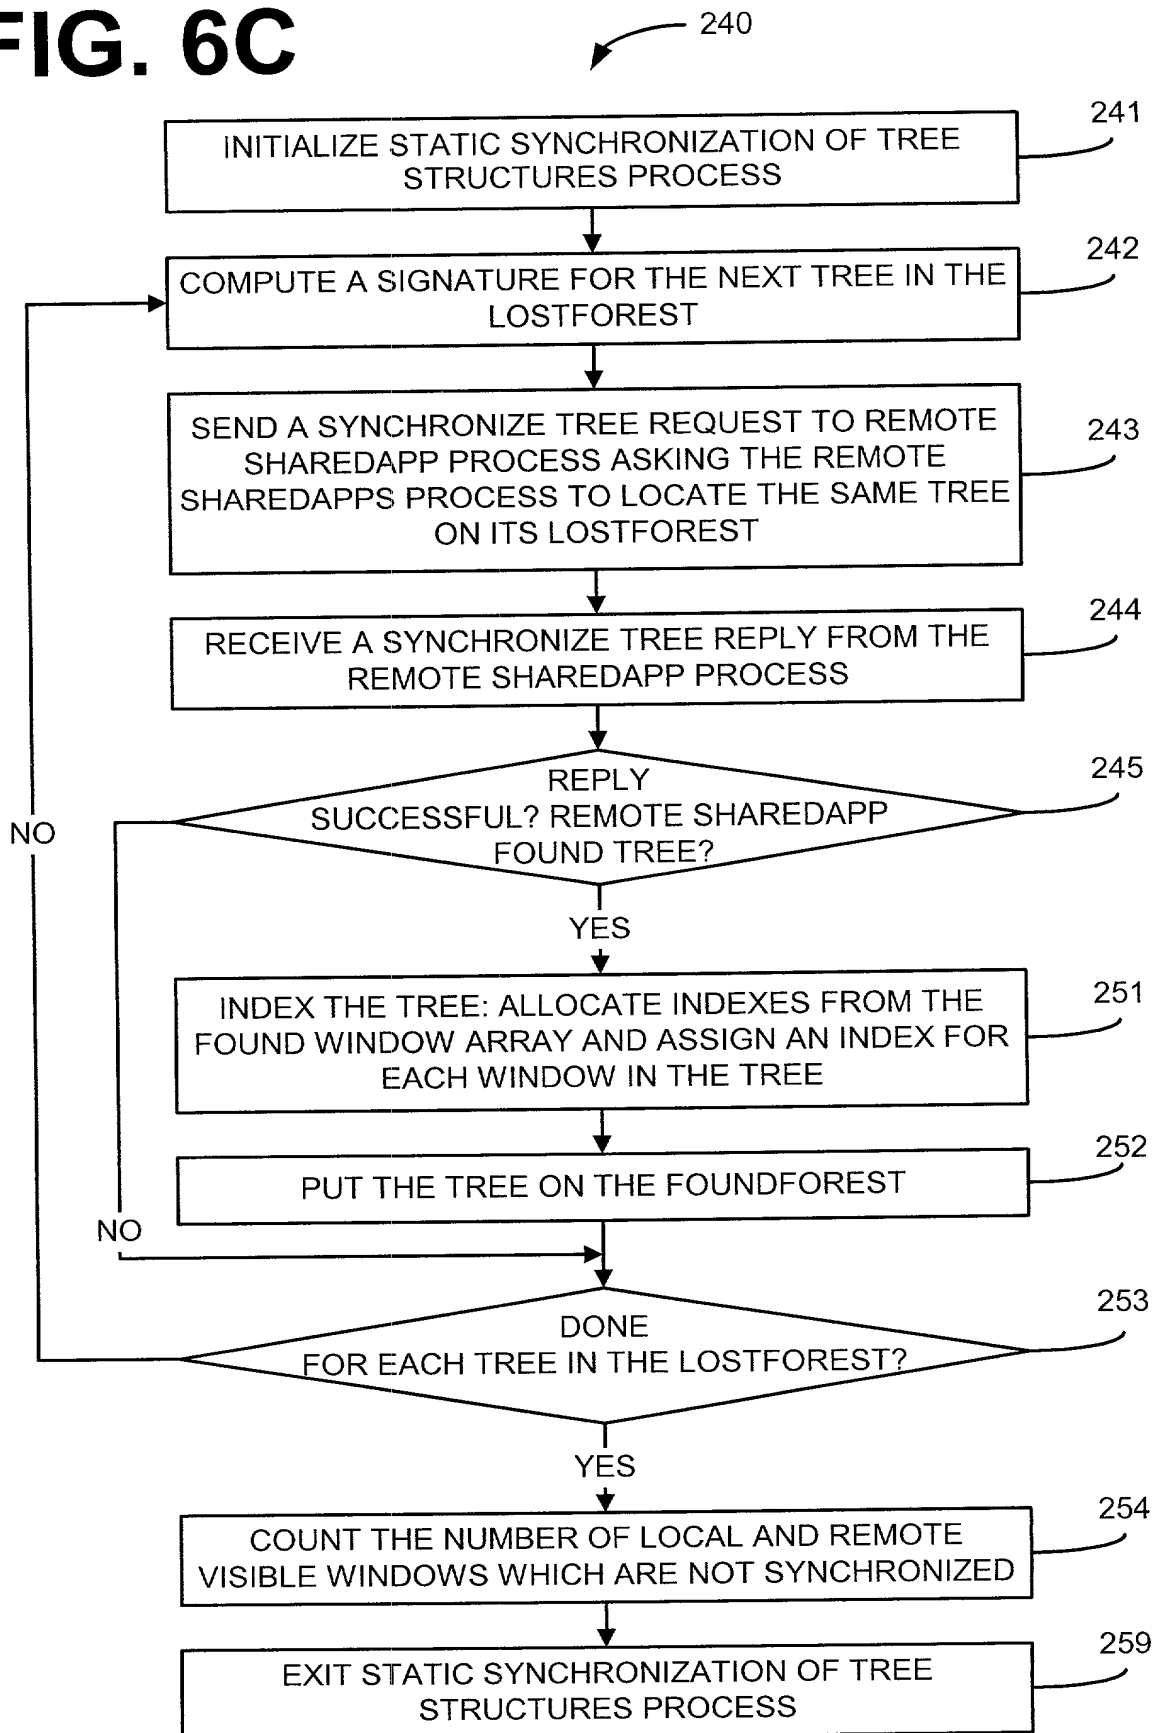 FIG. 6C
240
241
INITIALIZE STATIC SYNCHRONIZATION OF TREE
STRUCTURES PROCESS
242
COMPUTE A SIGNATURE FOR THE NEXT TREE IN THE
LOSTFOREST
243
SEND A SYNCHRONIZE TREE REQUEST TO REMOTE
SHAREDAPP PROCESS ASKING THE REMOTE
SHAREDAPPS PROCESS TO LOCATE THE SAME TREE
ON ITS LOSTFOREST
244
RECEIVE A SYNCHRONIZE TREE REPLY FROM THE
REMOTE SHAREDAPP PROCESS
245
REPLY
SUCCESSFUL? REMOTE SHAREDAPP
FOUND TREE?
NO
YES
251
INDEX THE TREE: ALLOCATE INDEXES FROM THE
FOUND WINDOW ARRAY AND ASSIGN AN INDEX FOR
EACH WINDOW IN THE TREE
252
PUT THE TREE ON THE FOUNDFOREST
NO
253
DONE
FOR EACH TREE IN THE LOSTFOREST?
YES
254
COUNT THE NUMBER OF LOCAL AND REMOTE
VISIBLE WINDOWS WHICH ARE NOT SYNCHRONIZED
259
EXIT STATIC SYNCHRONIZATION OF TREE
STRUCTURES PROCESS